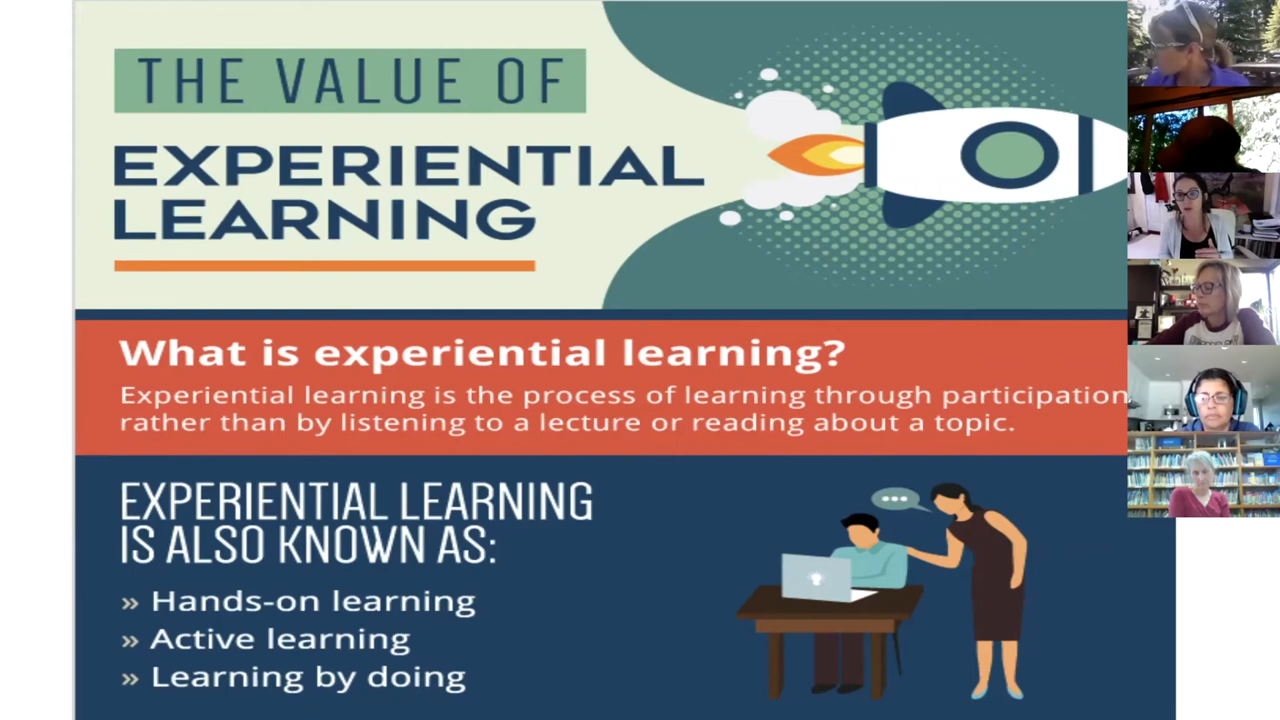 THE VALUE OF
EXPERIENTIAL
LEARNING
What is experiential learning?
Experiential learning is the process of learning through participation
rather than by listening to a lecture or reading about a topic.
EXPERIENTIAL LEARNING
IS ALSO KNOWN AS:
» Hands-on learning
» Active learning
» Learning by doing